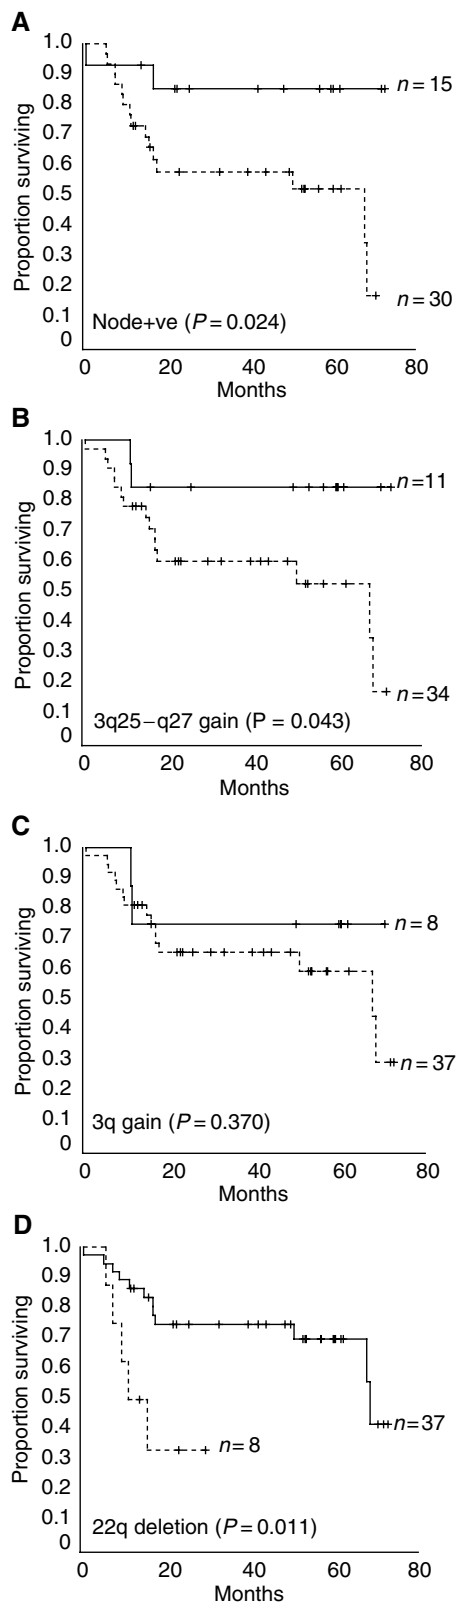 A
1.0
0.9
0.8
0.7
0.6
0.5
0.4
0.3
0.2
0.1
0
Proportion surviving
n=15
n=30
Node+ve (P=0.024)
0 20 40 60 80
Months
B
1.0
0.9
0.8
0.7
0.6
0.5
0.4
0.3
0.2
0.1
0
Proportion surviving
n=11
n=34
3q25–q27 gain (P = 0.043)
0 20 40 60 80
Months
C
1.0
0.9
0.8
0.7
0.6
0.5
0.4
0.3
0.2
0.1
0
Proportion surviving
n=8
n=37
3q gain (P=0.370)
0 20 40 60 80
Months
D
1.0
0.9
0.8
0.7
0.6
0.5
0.4
0.3
0.2
0.1
0
Proportion surviving
n=37
n=8
22q deletion (P=0.011)
0 20 40 60 80
Months